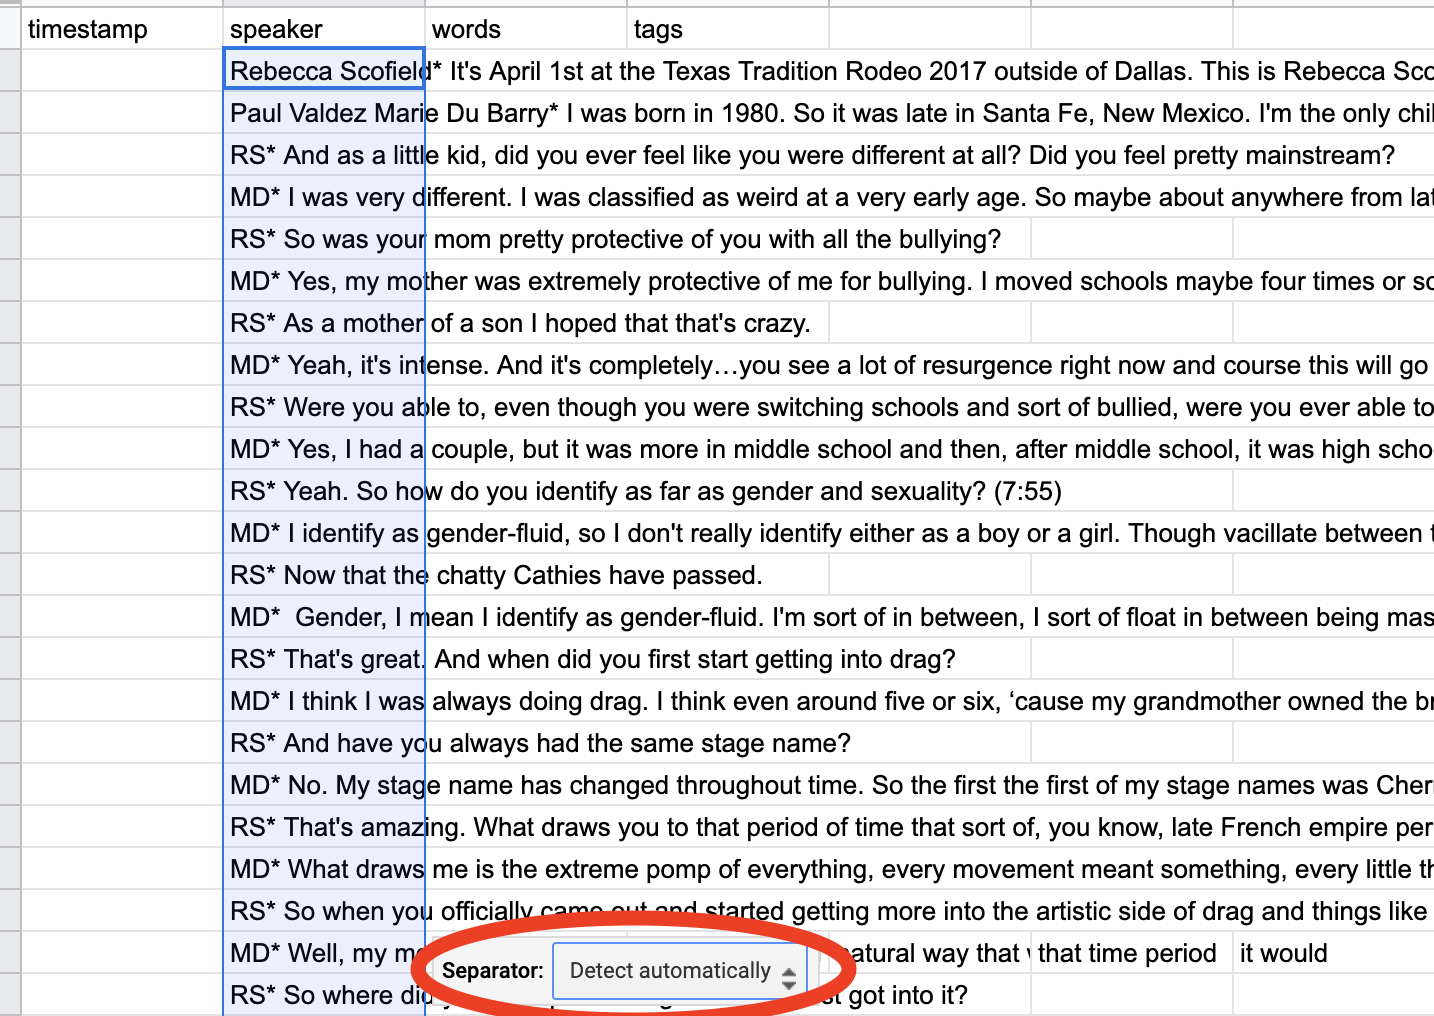 timestamp speaker words tags
Rebecca Scofield* It's April 1st at the Texas Tradition Rodeo 2017 outside of Dallas. This is Rebecca Sco
Paul Valdez Marie Du Barry* I was born in 1980. So it was late in Santa Fe, New Mexico. I'm the only chil
RS* And as a little kid, did you ever feel like you were different at all? Did you feel pretty mainstream?
MD* I was very different. I was classified as weird at a very early age. So maybe about anywhere from lat
RS* So was your mom pretty protective of you with all the bullying?
MD* Yes, my mother was extremely protective of me for bullying. I moved schools maybe four times or so
RS* As a mother of a son I hoped that that's crazy.
MD* Yeah, it's intense. And it's completely…you see a lot of resurgence right now and course this will go
RS* Were you able to, even though you were switching schools and sort of bullied, were you ever able to
MD* Yes, I had a couple, but it was more in middle school and then, after middle school, it was high scho
RS* Yeah. So how do you identify as far as gender and sexuality? (7:55)
MD* I identify as gender-fluid, so I don't really identify either as a boy or a girl. Though vacillate between
RS* Now that the chatty Cathies have passed.
MD*  Gender, I mean I identify as gender-fluid. I'm sort of in between, I sort of float in between being mas
RS* That's great. And when did you first start getting into drag?
MD* I think I was always doing drag. I think even around five or six, ‘cause my grandmother owned the br
RS* And have you always had the same stage name?
MD* No. My stage name has changed throughout time. So the first the first of my stage names was Cher
RS* That's amazing. What draws you to that period of time that sort of, you know, late French empire per
MD* What draws me is the extreme pomp of everything, every movement meant something, every little th
RS* So when you officially came out and started getting more into the artistic side of drag and things like
MD* Well, my natural way that that time period it would
Separator: Detect automatically
RS* So where did got into it?